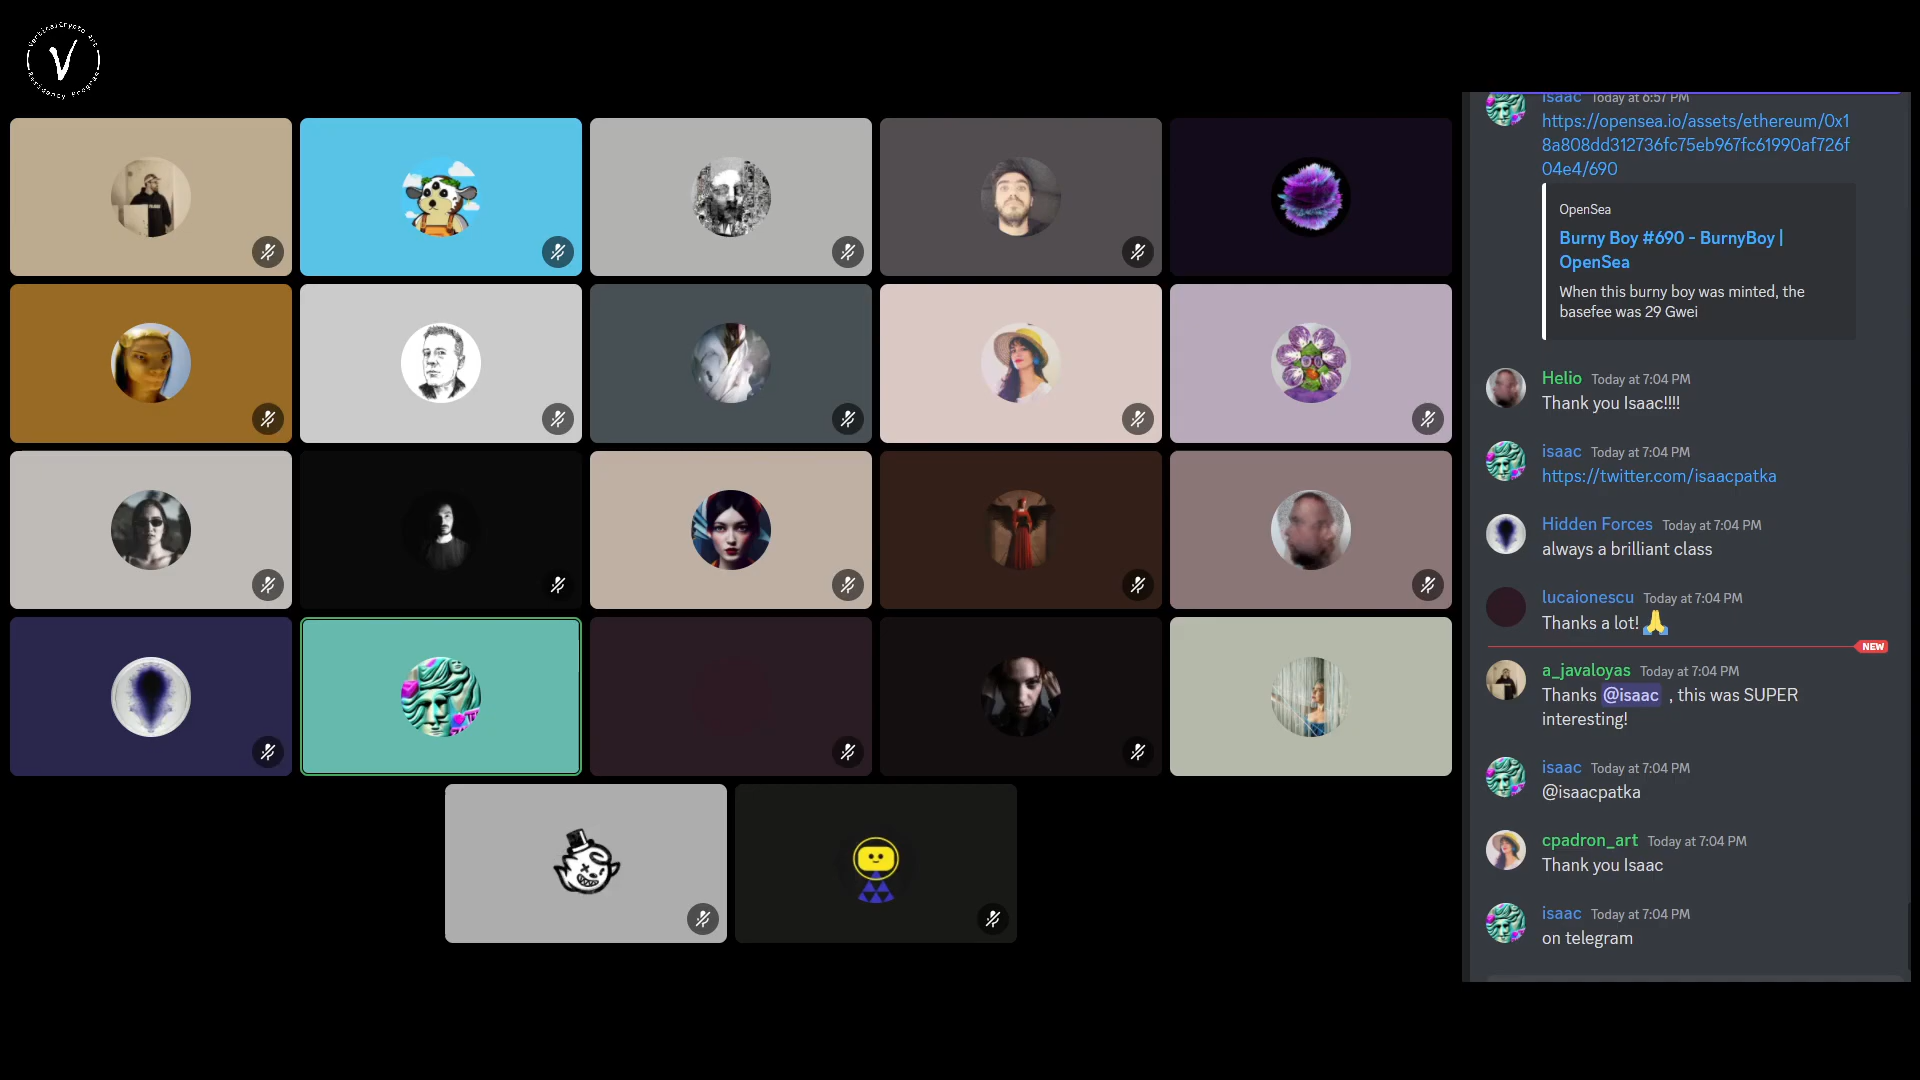 VerticalCrypto Art
V
Residency Program
isaac Today at 6:57 PM
https://opensea.io/assets/ethereum/0x1
8a808dd312736fc75eb967fc61990af726f
04e4/690
OpenSea
Burny Boy #690 - BurnyBoy |
OpenSea
When this burny boy was minted, the
basefee was 29 Gwei
Helio Today at 7:04 PM
Thank you Isaac!!!!
isaac Today at 7:04 PM
https://twitter.com/isaacpatka
Hidden Forces Today at 7:04 PM
always a brilliant class
lucaionescu Today at 7:04 PM
Thanks a lot! 🙏
NEW
a_javaloyas Today at 7:04 PM
Thanks @isaac , this was SUPER
interesting!
isaac Today at 7:04 PM
@isaacpatka
cpadron_art Today at 7:04 PM
Thank you Isaac
isaac Today at 7:04 PM
on telegram